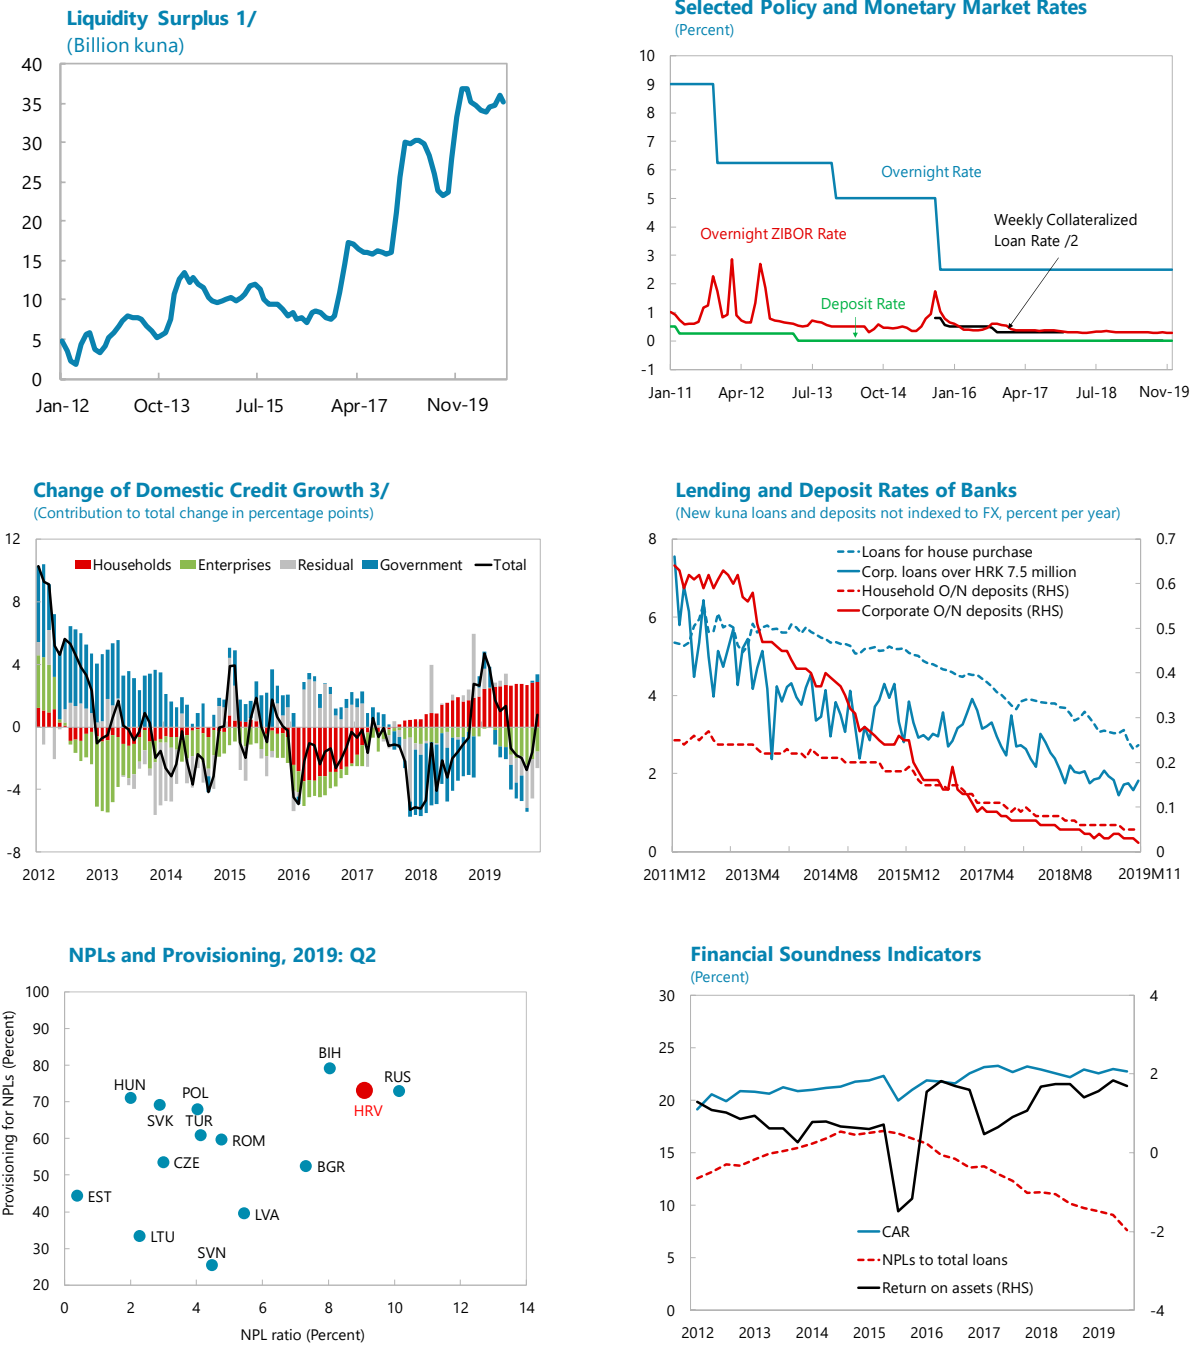 Liquidity Surplus 1/
(Billion kuna)
40
35
30
25
20
15
10
5
0
Jan-12 Oct-13 Jul-15 Apr-17 Nov-19
Selected Policy and Monetary Market Rates
(Percent)
10
9
8
7
6
5
4
3
2
1
0
-1
Overnight Rate
Weekly Collateralized
Loan Rate /2
Overnight ZIBOR Rate
Deposit Rate
Jan-11 Apr-12 Jul-13 Oct-14 Jan-16 Apr-17 Jul-18 Nov-19
Change of Domestic Credit Growth 3/
(Contribution to total change in percentage points)
12
8
4
0
-4
-8
Households Enterprises Residual Government Total
2012 2013 2014 2015 2016 2017 2018 2019
Lending and Deposit Rates of Banks
(New kuna loans and deposits not indexed to FX, percent per year)
8
6
4
2
0
Loans for house purchase
Corp. loans over HRK 7.5 million
Household O/N deposits (RHS)
Corporate O/N deposits (RHS)
0.7
0.6
0.5
0.4
0.3
0.2
0.1
0
2011M12 2013M4 2014M8 2015M12 2017M4 2018M8 2019M11
NPLs and Provisioning, 2019: Q2
Provisioning for NPLs (Percent)
100
90
80
70
60
50
40
30
20
BIH
RUS
HRV
HUN
POL
SVK
TUR
ROM
CZE
BGR
EST
LVA
LTU
SVN
0 2 4 6 8 10 12 14
NPL ratio (Percent)
Financial Soundness Indicators
(Percent)
30
25
20
15
10
5
0
4
2
0
-2
-4
CAR
NPLs to total loans
Return on assets (RHS)
2012 2013 2014 2015 2016 2017 2018 2019